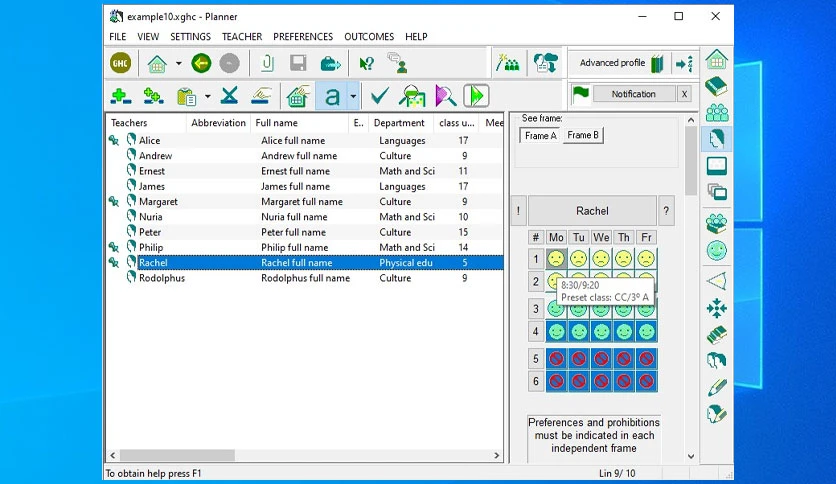 example10.xghc - Planner
FILE VIEW SETTINGS TEACHER PREFERENCES OUTCOMES HELP
GHC
Advanced profile
a
Notification X
Teachers Abbreviation Full name E.. Department class u... Mee
Alice Alice full name Languages 17
Andrew Andrew full name Culture 9
Ernest Ernest full name Math and Sci 11
James James full name Languages 17
Margaret Margaret full name Culture 9
Nuria Nuria full name Math and Sci 10
Peter Peter full name Culture 15
Philip Philip full name Math and Sci 14
Rachel Rachel full name Physical edu 5
Rodolphus Rodolphus full name Culture 9
See frame:
Frame A Frame B
! Rachel ?
# Mo Tu We Th Fr
1
2
8:30/9:20
Preset class: CC/3º A
3
4
5
6
Preferences and prohibitions
must be indicated in each
independent frame
To obtain help press F1
Lin 9/ 10